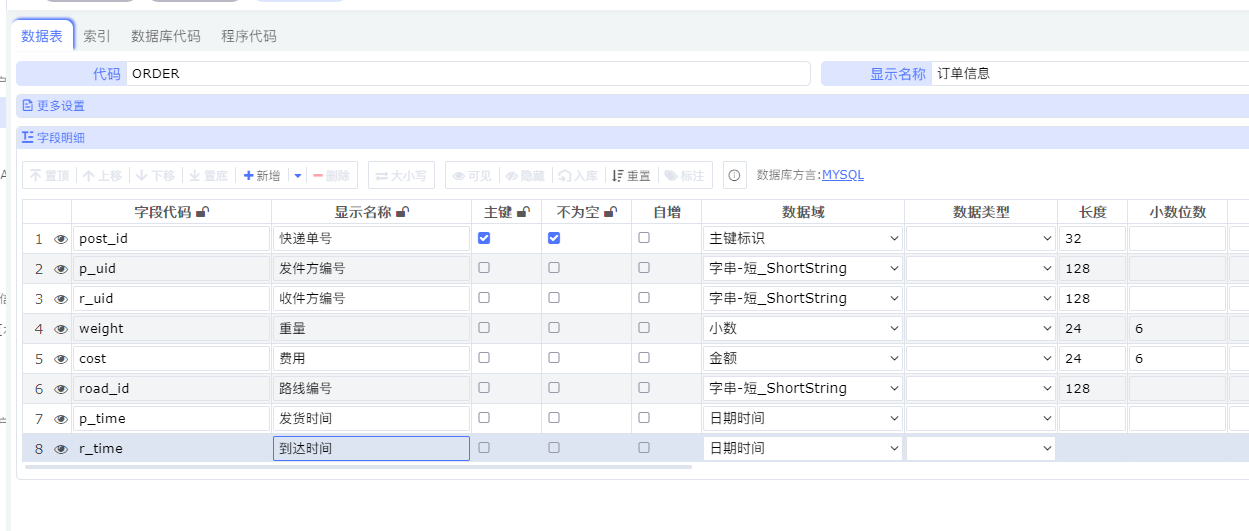 数据表 索引 数据库代码 程序代码
代码 ORDER 显示名称 订单信息
更多设置
字段明细
置顶 上移 下移 置底 新增 删除 大小写 可见 隐藏 入库 重置 标注 数据库方言:MYSQL
字段代码 显示名称 主键 不为空 自增 数据域 数据类型 长度 小数位数
1 post_id 快递单号 主键标识 32
2 p_uid 发件方编号 字串-短_ShortString 128
3 r_uid 收件方编号 字串-短_ShortString 128
4 weight 重量 小数 24 6
5 cost 费用 金额 24 6
6 road_id 路线编号 字串-短_ShortString 128
7 p_time 发货时间 日期时间
8 r_time 到达时间 日期时间